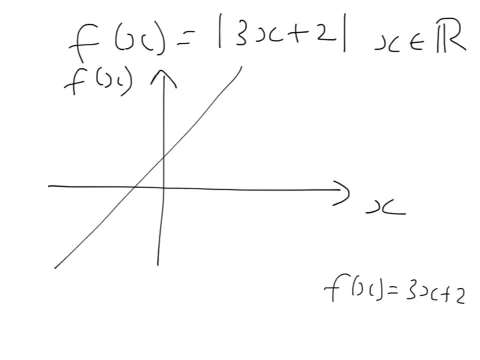 f(x) = |3x+2| x ∈ ℝ
f(x)
x
f(x) = 3x+2